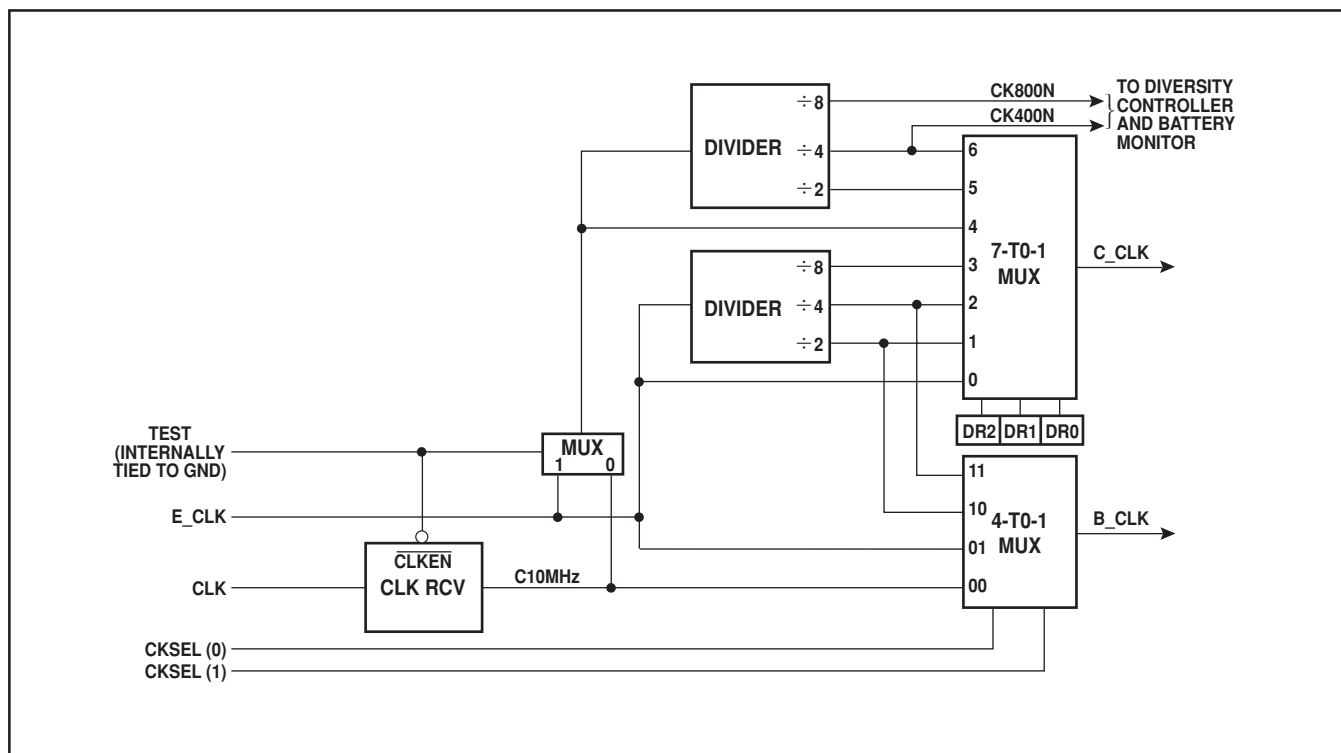 CK800N
TO DIVERSITY
CONTROLLER
AND BATTERY
MONITOR
CK400N
DIVIDER
÷8
÷4
÷2
6
5
4
3
2
1
0
7-T0-1
MUX
C_CLK
DIVIDER
÷8
÷4
÷2
DR2 DR1 DR0
TEST
(INTERNALLY
TIED TO GND)
MUX
1 0
E_CLK
CLKEN
CLK RCV
CLK
C10MHz
11
10
01
00
4-T0-1
MUX
B_CLK
CKSEL (0)
CKSEL (1)